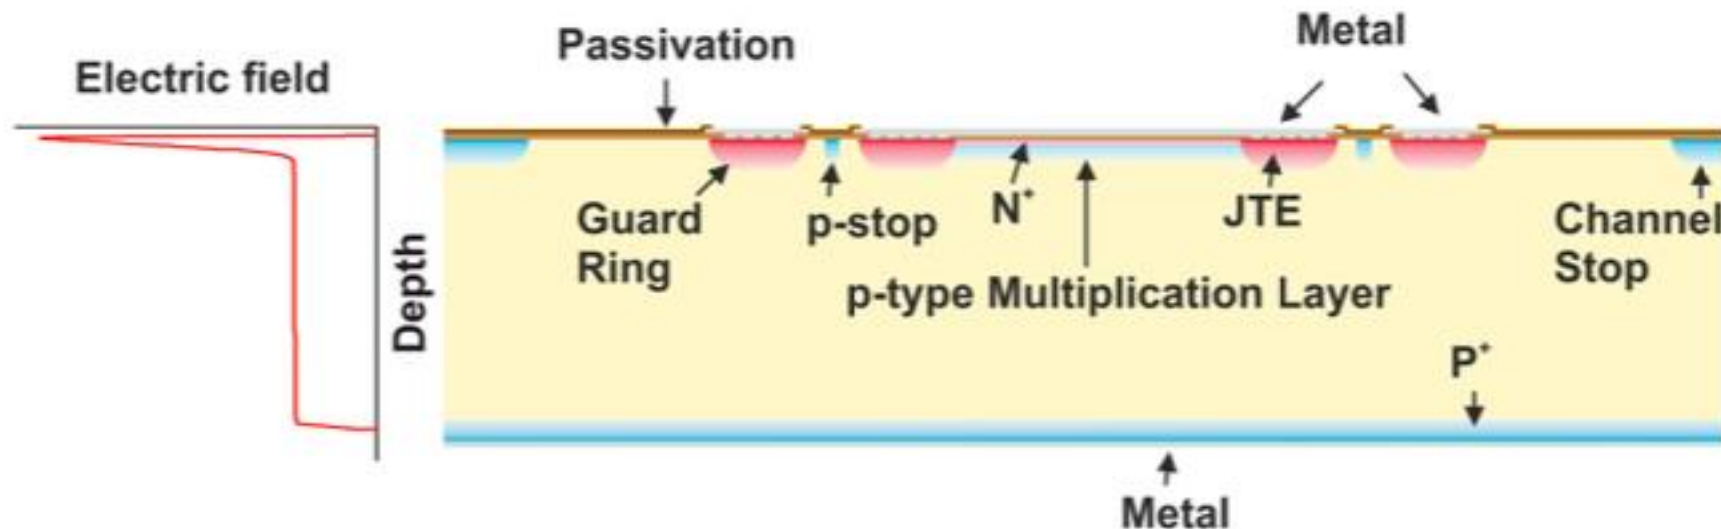 Electric field
Passivation
Metal
Guard
Ring
p-stop
N+
JTE
Channel
Stop
p-type Multiplication Layer
Depth
P+
Metal